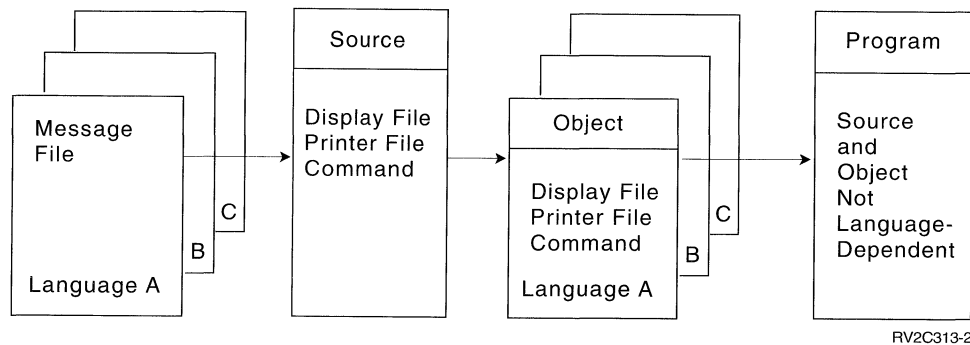 Message
File
Language A
B
C
Source
Display File
Printer File
Command
Object
Display File
Printer File
Command
Language A
B
C
Program
Source
and
Object
Not
Language-
Dependent
RV2C313-2